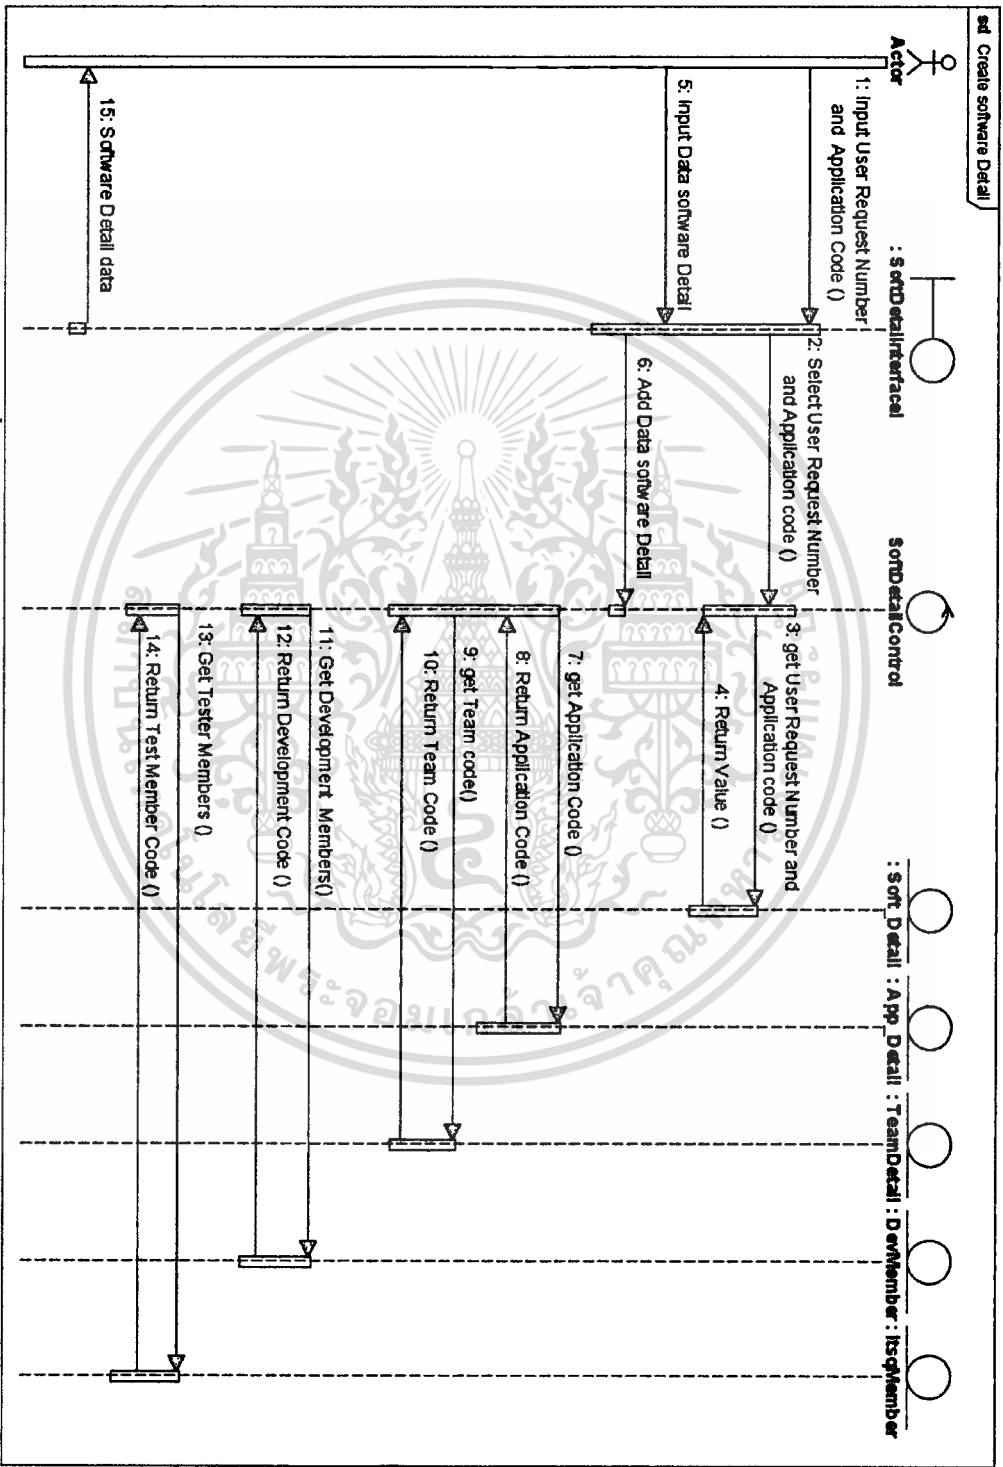 sd Create software Detail
Actor
: SoftDetailInterfacel
SoftDetailControl
: Soft_Detail
: App_Detail
: TeamDetail
: DevMember
: ItsqMember
1: Input User Request Number
and Application Code ()
2: Select User Request Number
and Application code ()
3: get User Request Number and
Application code ()
4: Return Value ()
5: Input Data software Detail
6: Add Data software Detail
7: get Application Code ()
8: Return Application Code ()
9: get Team code()
10: Return Team Code ()
11: Get Development Members()
12: Return Development Code ()
13: Get Tester Members ()
14: Return Test Member Code ()
15: Software Detail data